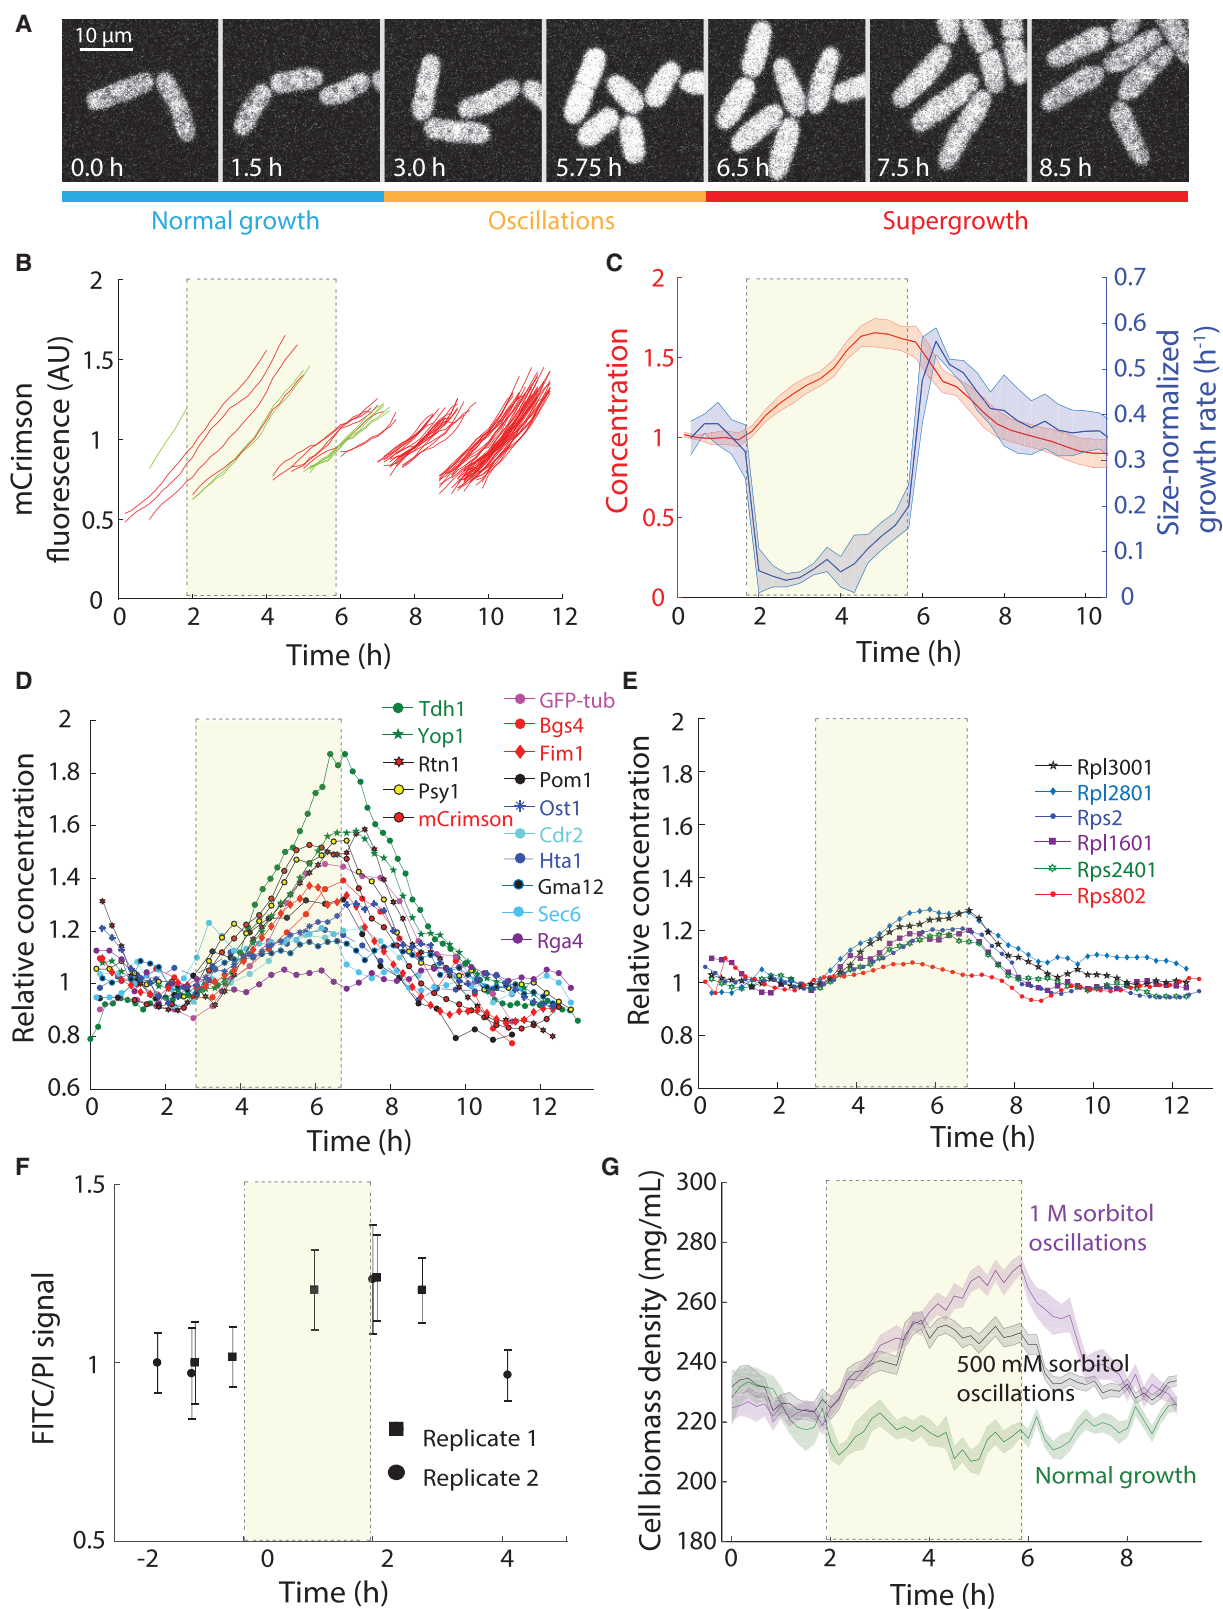 A
10 µm
0.0 h
1.5 h
3.0 h
5.75 h
6.5 h
7.5 h
8.5 h
Normal growth
Oscillations
Supergrowth
B
mCrimson
fluorescence (AU)
2
1.5
1
0.5
0
0 2 4 6 8 10 12
Time (h)
C
Concentration
2
1.5
1
0.5
0
0.7
0.6
0.5
0.4
0.3
0.2
0.1
0
Size-normalized
growth rate (h-1)
0 2 4 6 8 10
Time (h)
D
Relative concentration
2
1.8
1.6
1.4
1.2
1
0.8
0.6
0 2 4 6 8 10 12
Time (h)
Tdh1
Yop1
Rtn1
Psy1
mCrimson
GFP-tub
Bgs4
Fim1
Pom1
Ost1
Cdr2
Hta1
Gma12
Sec6
Rga4
E
Relative concentration
2
1.8
1.6
1.4
1.2
1
0.8
0.6
0 2 4 6 8 10 12
Time (h)
Rpl3001
Rpl2801
Rps2
Rpl1601
Rps2401
Rps802
F
FITC/PI signal
1.5
1
0.5
-2 0 2 4
Time (h)
Replicate 1
Replicate 2
G
Cell biomass density (mg/mL)
300
280
260
240
220
200
180
0 2 4 6 8
Time (h)
1 M sorbitol
oscillations
500 mM sorbitol
oscillations
Normal growth